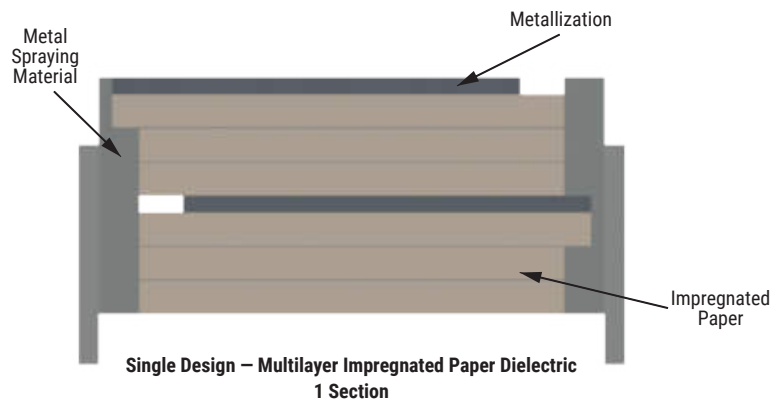 Metallization
Metal
Spraying
Material
Impregnated
Paper
Single Design — Multilayer Impregnated Paper Dielectric
1 Section